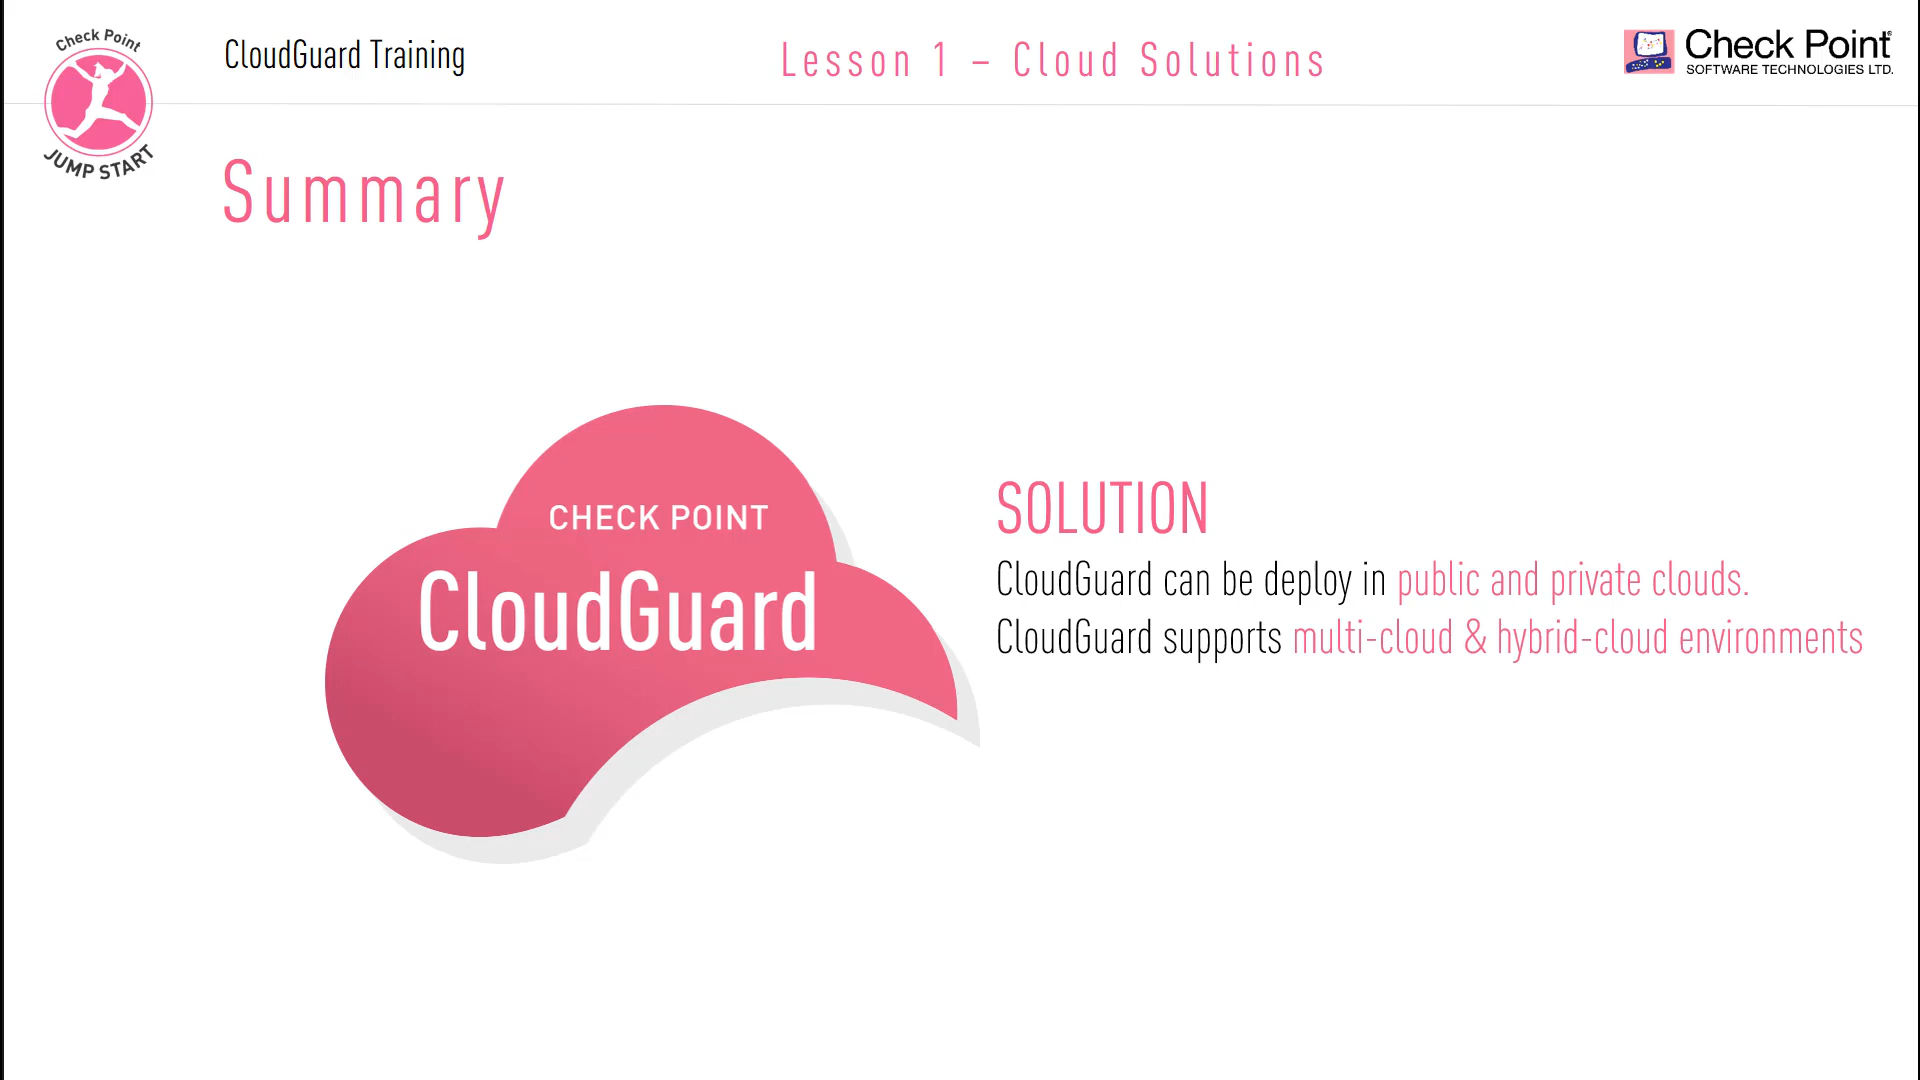 Check Point
JUMP START
CloudGuard Training
Lesson 1 – Cloud Solutions
Check Point
SOFTWARE TECHNOLOGIES LTD.
Summary
CHECK POINT
CloudGuard
SOLUTION
CloudGuard can be deploy in public and private clouds.
CloudGuard supports multi-cloud & hybrid-cloud environments